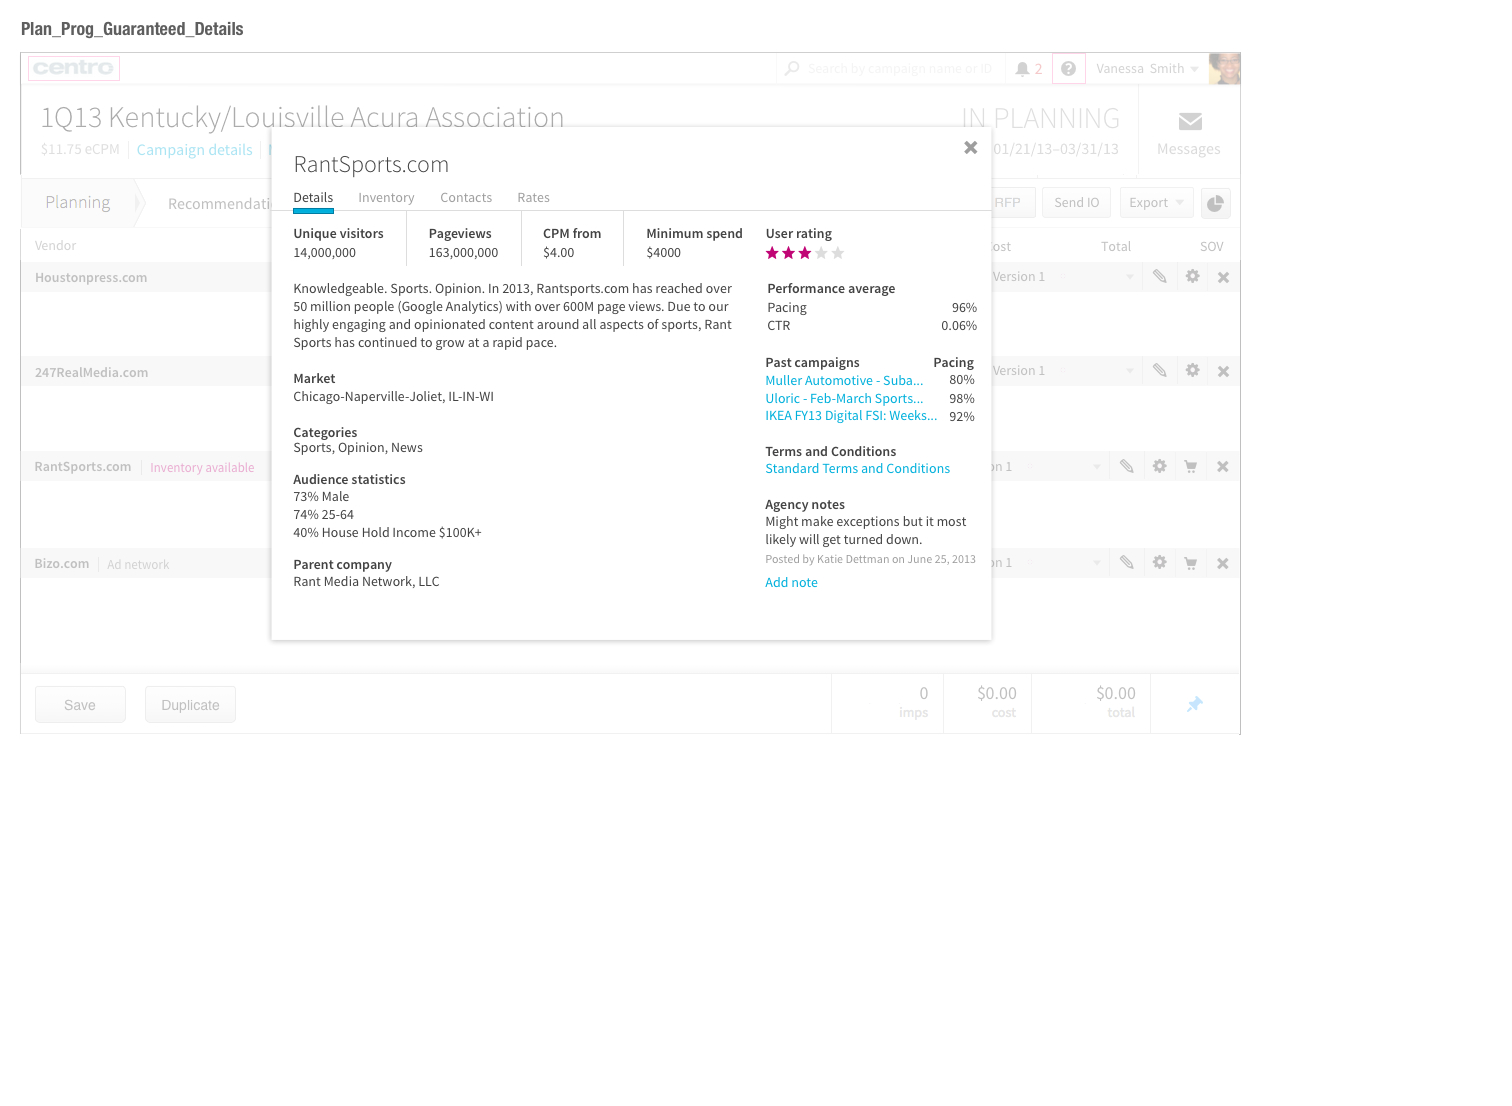 Plan_Prog_Guaranteed_Details
centro
Search by campaign name or ID
2
Vanessa Smith
1Q13 Kentucky/Louisville Acura Association
IN PLANNING
$11.75 eCPM
Campaign details
01/21/13–03/31/13
Messages
Planning
Recommendati
RFP
Send IO
Export
Vendor
ost
Total
SOV
Houstonpress.com
Version 1
247RealMedia.com
Version 1
RantSports.com
Inventory available
on 1
Bizo.com
Ad network
on 1
RantSports.com
Details
Inventory
Contacts
Rates
Unique visitors
14,000,000
Pageviews
163,000,000
CPM from
$4.00
Minimum spend
$4000
User rating
Knowledgeable. Sports. Opinion. In 2013, Rantsports.com has reached over
50 million people (Google Analytics) with over 600M page views. Due to our
highly engaging and opinionated content around all aspects of sports, Rant
Sports has continued to grow at a rapid pace.
Market
Chicago-Naperville-Joliet, IL-IN-WI
Categories
Sports, Opinion, News
Audience statistics
73% Male
74% 25-64
40% House Hold Income $100K+
Parent company
Rant Media Network, LLC
Performance average
Pacing 96%
CTR 0.06%
Past campaigns Pacing
Muller Automotive - Suba... 80%
Uloric - Feb-March Sports... 98%
IKEA FY13 Digital FSI: Weeks... 92%
Terms and Conditions
Standard Terms and Conditions
Agency notes
Might make exceptions but it most
likely will get turned down.
Posted by Katie Dettman on June 25, 2013
Add note
Save
Duplicate
0
imps
$0.00
cost
$0.00
total